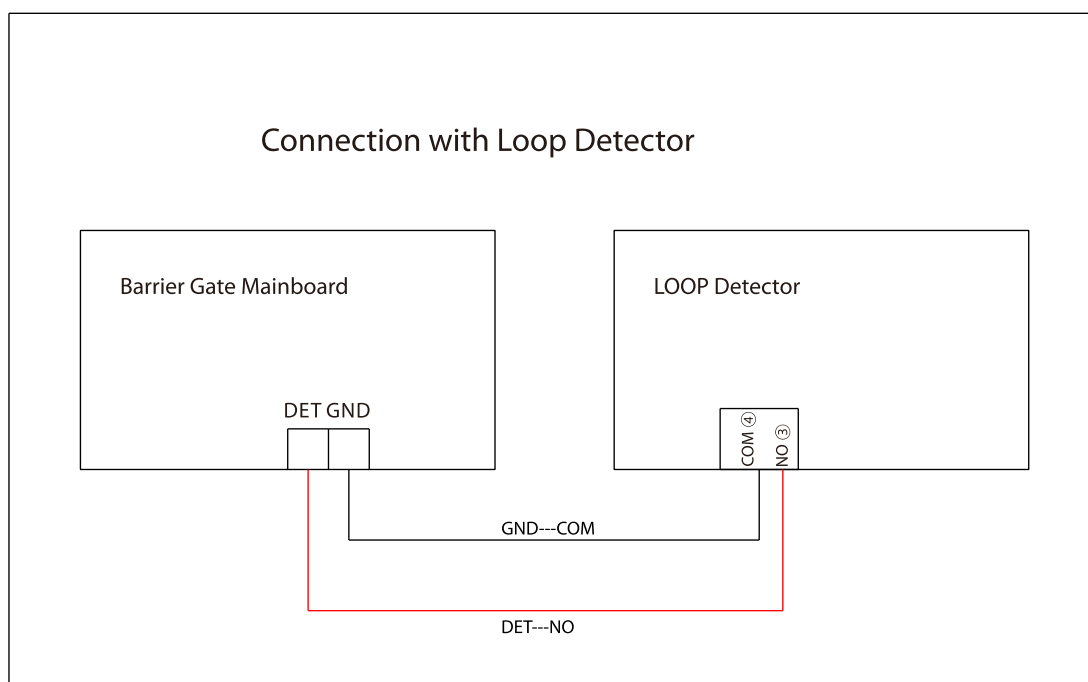 Connection with Loop Detector
Barrier Gate Mainboard
LOOP Detector
DET GND
COM ④
NO ③
GND---COM
DET---NO